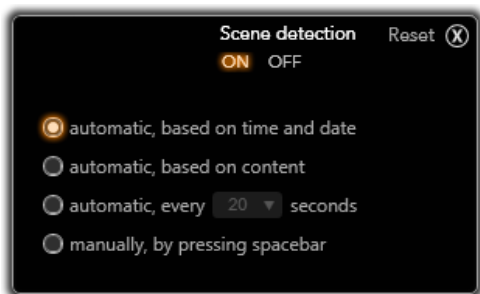 Scene detection Reset X
ON OFF
automatic, based on time and date
automatic, based on content
automatic, every 20 seconds
manually, by pressing spacebar